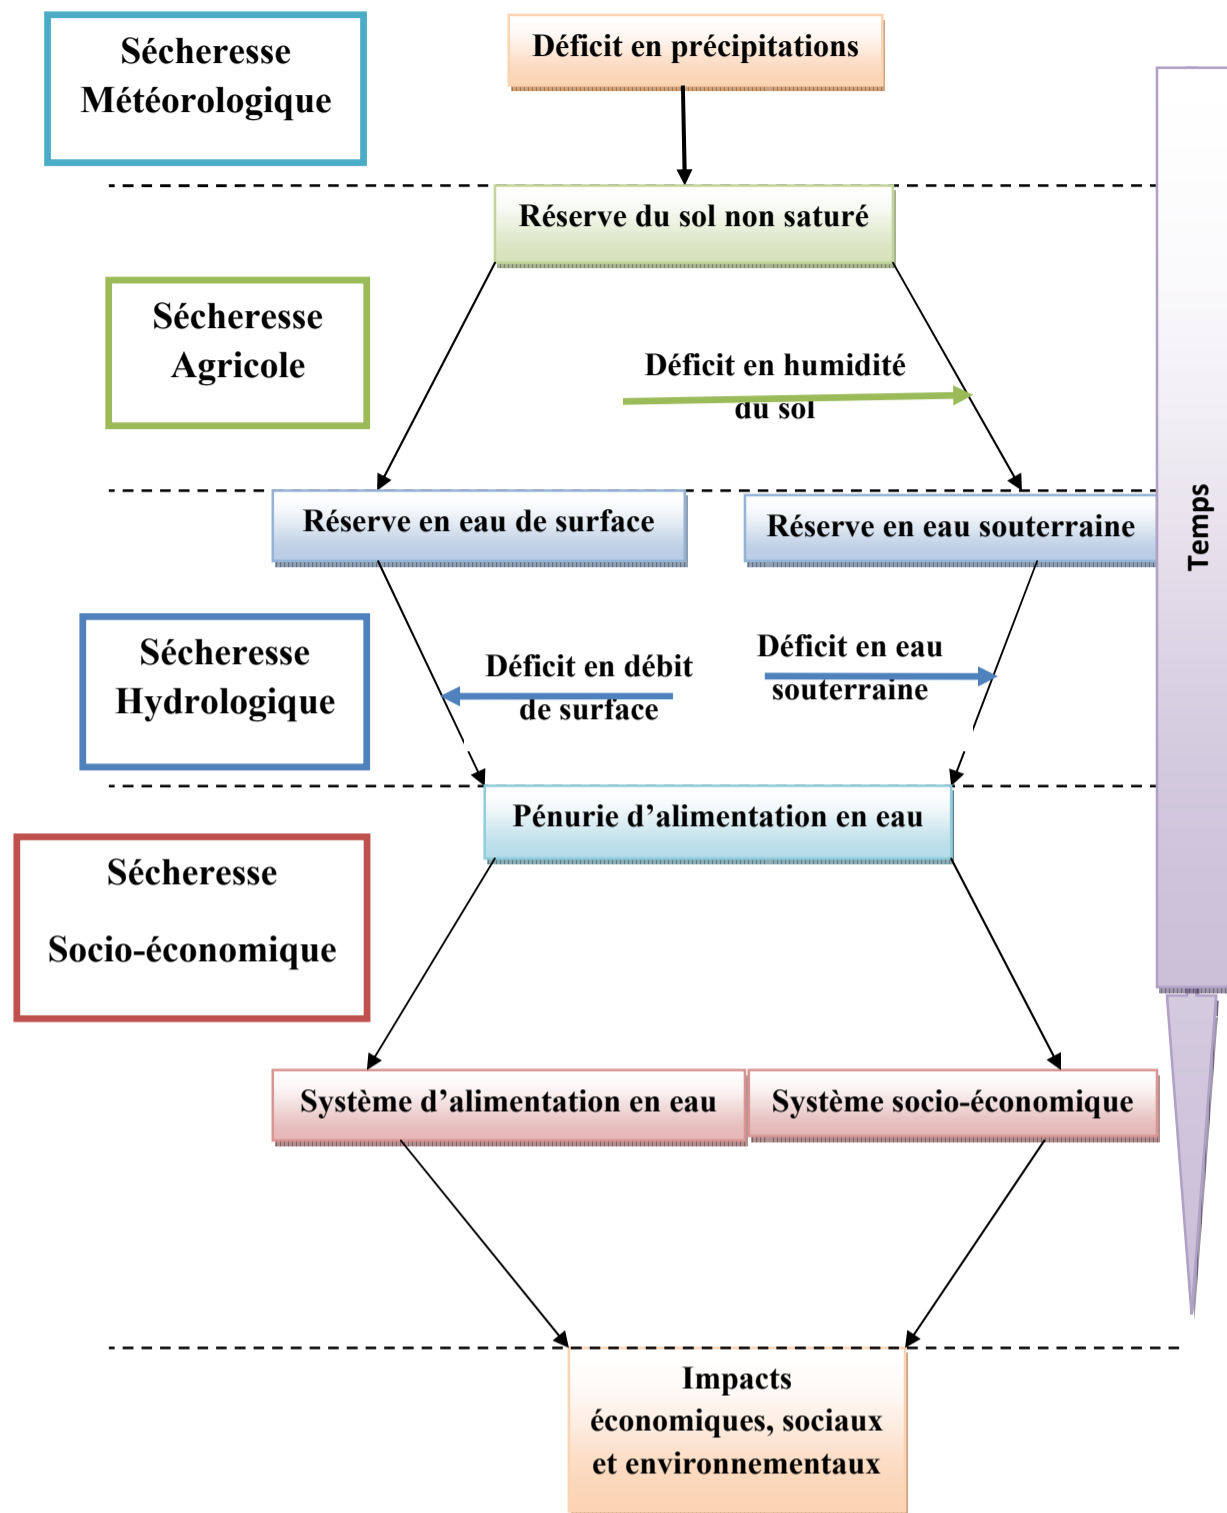 Sécheresse
Météorologique
Déficit en précipitations
Réserve du sol non saturé
Sécheresse
Agricole
Déficit en humidité
du sol
Réserve en eau de surface
Réserve en eau souterraine
Temps
Sécheresse
Hydrologique
Déficit en débit
de surface
Déficit en eau
souterraine
Pénurie d’alimentation en eau
Sécheresse
Socio-économique
Système d’alimentation en eau
Système socio-économique
Impacts
économiques, sociaux
et environnementaux